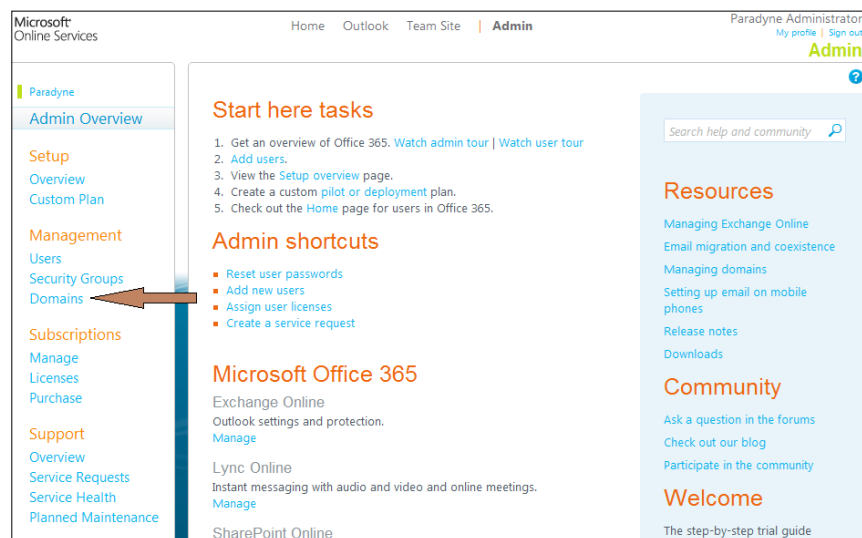 Microsoft
Online Services
Home Outlook Team Site | Admin
Paradyne Administrator
My profile | Sign out
Admin
Paradyne
Admin Overview
Setup
Overview
Custom Plan
Management
Users
Security Groups
Domains
Subscriptions
Manage
Licenses
Purchase
Support
Overview
Service Requests
Service Health
Planned Maintenance
Start here tasks
1. Get an overview of Office 365. Watch admin tour | Watch user tour
2. Add users.
3. View the Setup overview page.
4. Create a custom pilot or deployment plan.
5. Check out the Home page for users in Office 365.
Admin shortcuts
Reset user passwords
Add new users
Assign user licenses
Create a service request
Microsoft Office 365
Exchange Online
Outlook settings and protection.
Manage
Lync Online
Instant messaging with audio and video and online meetings.
Manage
SharePoint Online
?
Search help and community
Resources
Managing Exchange Online
Email migration and coexistence
Managing domains
Setting up email on mobile
phones
Release notes
Downloads
Community
Ask a question in the forums
Check out our blog
Participate in the community
Welcome
The step-by-step trial guide